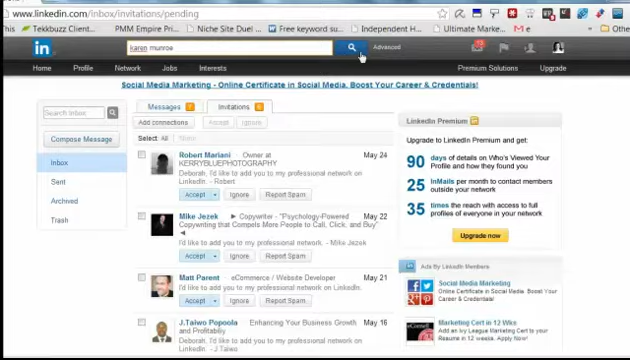 www.linkedin.com/inbox/invitations/pending
Tekkbuzz Client...
PMM Empire Pri...
Niche Site Duel ...
Free keyword su...
Independent H...
Ultimate Marke...
in
karen munroe
Advanced
Home
Profile
Network
Jobs
Interests
Premium Solutions
Upgrade
Social Media Marketing - Online Certificate in Social Media. Boost Your Career & Credentials!
Search Inbox
Compose Message
Inbox
Sent
Archived
Trash
Messages
Invitations
Add connections
Accept
Ignore
Select: All
Robert Mariani Owner at
KERRYBLUEPHOTOGRAPHY
May 24
Deborah, I'd like to add you to my professional network on
LinkedIn. - Robert
Accept
Ignore
Report Spam
Mike Jezek ► Copywriter - "Psychology-Powered
Copywriting that Compels More People to Call, Click, and Buy"
◄
May 22
I'd like to add you to my professional network. - Mike Jezek
Accept
Ignore
Report Spam
Matt Parent eCommerce / Website Developer
May 21
I'd like to add you to my professional network on LinkedIn.
Accept
Ignore
Report Spam
J.Taiwo Popoola Enhancing Your Business Growth
and Profitabiliy
May 16
I'd like to add you to my professional network on
LinkedIn. - J Taiwo
LinkedIn Premium
Upgrade to LinkedIn Premium and get:
90 days of details on Who's Viewed Your
Profile and how they found you
25 InMails per month to contact members
outside your network
35 times the reach with access to full
profiles of everyone in your network
Upgrade now
Ads By LinkedIn Members
Social Media Marketing
Online Certificate in Social Media. Boost Your
Career & Credentials!
Marketing Cert in 12 Wks
Add an Ivy League Marketing Cert to your
Resume in 12 weeks. Apply Now!